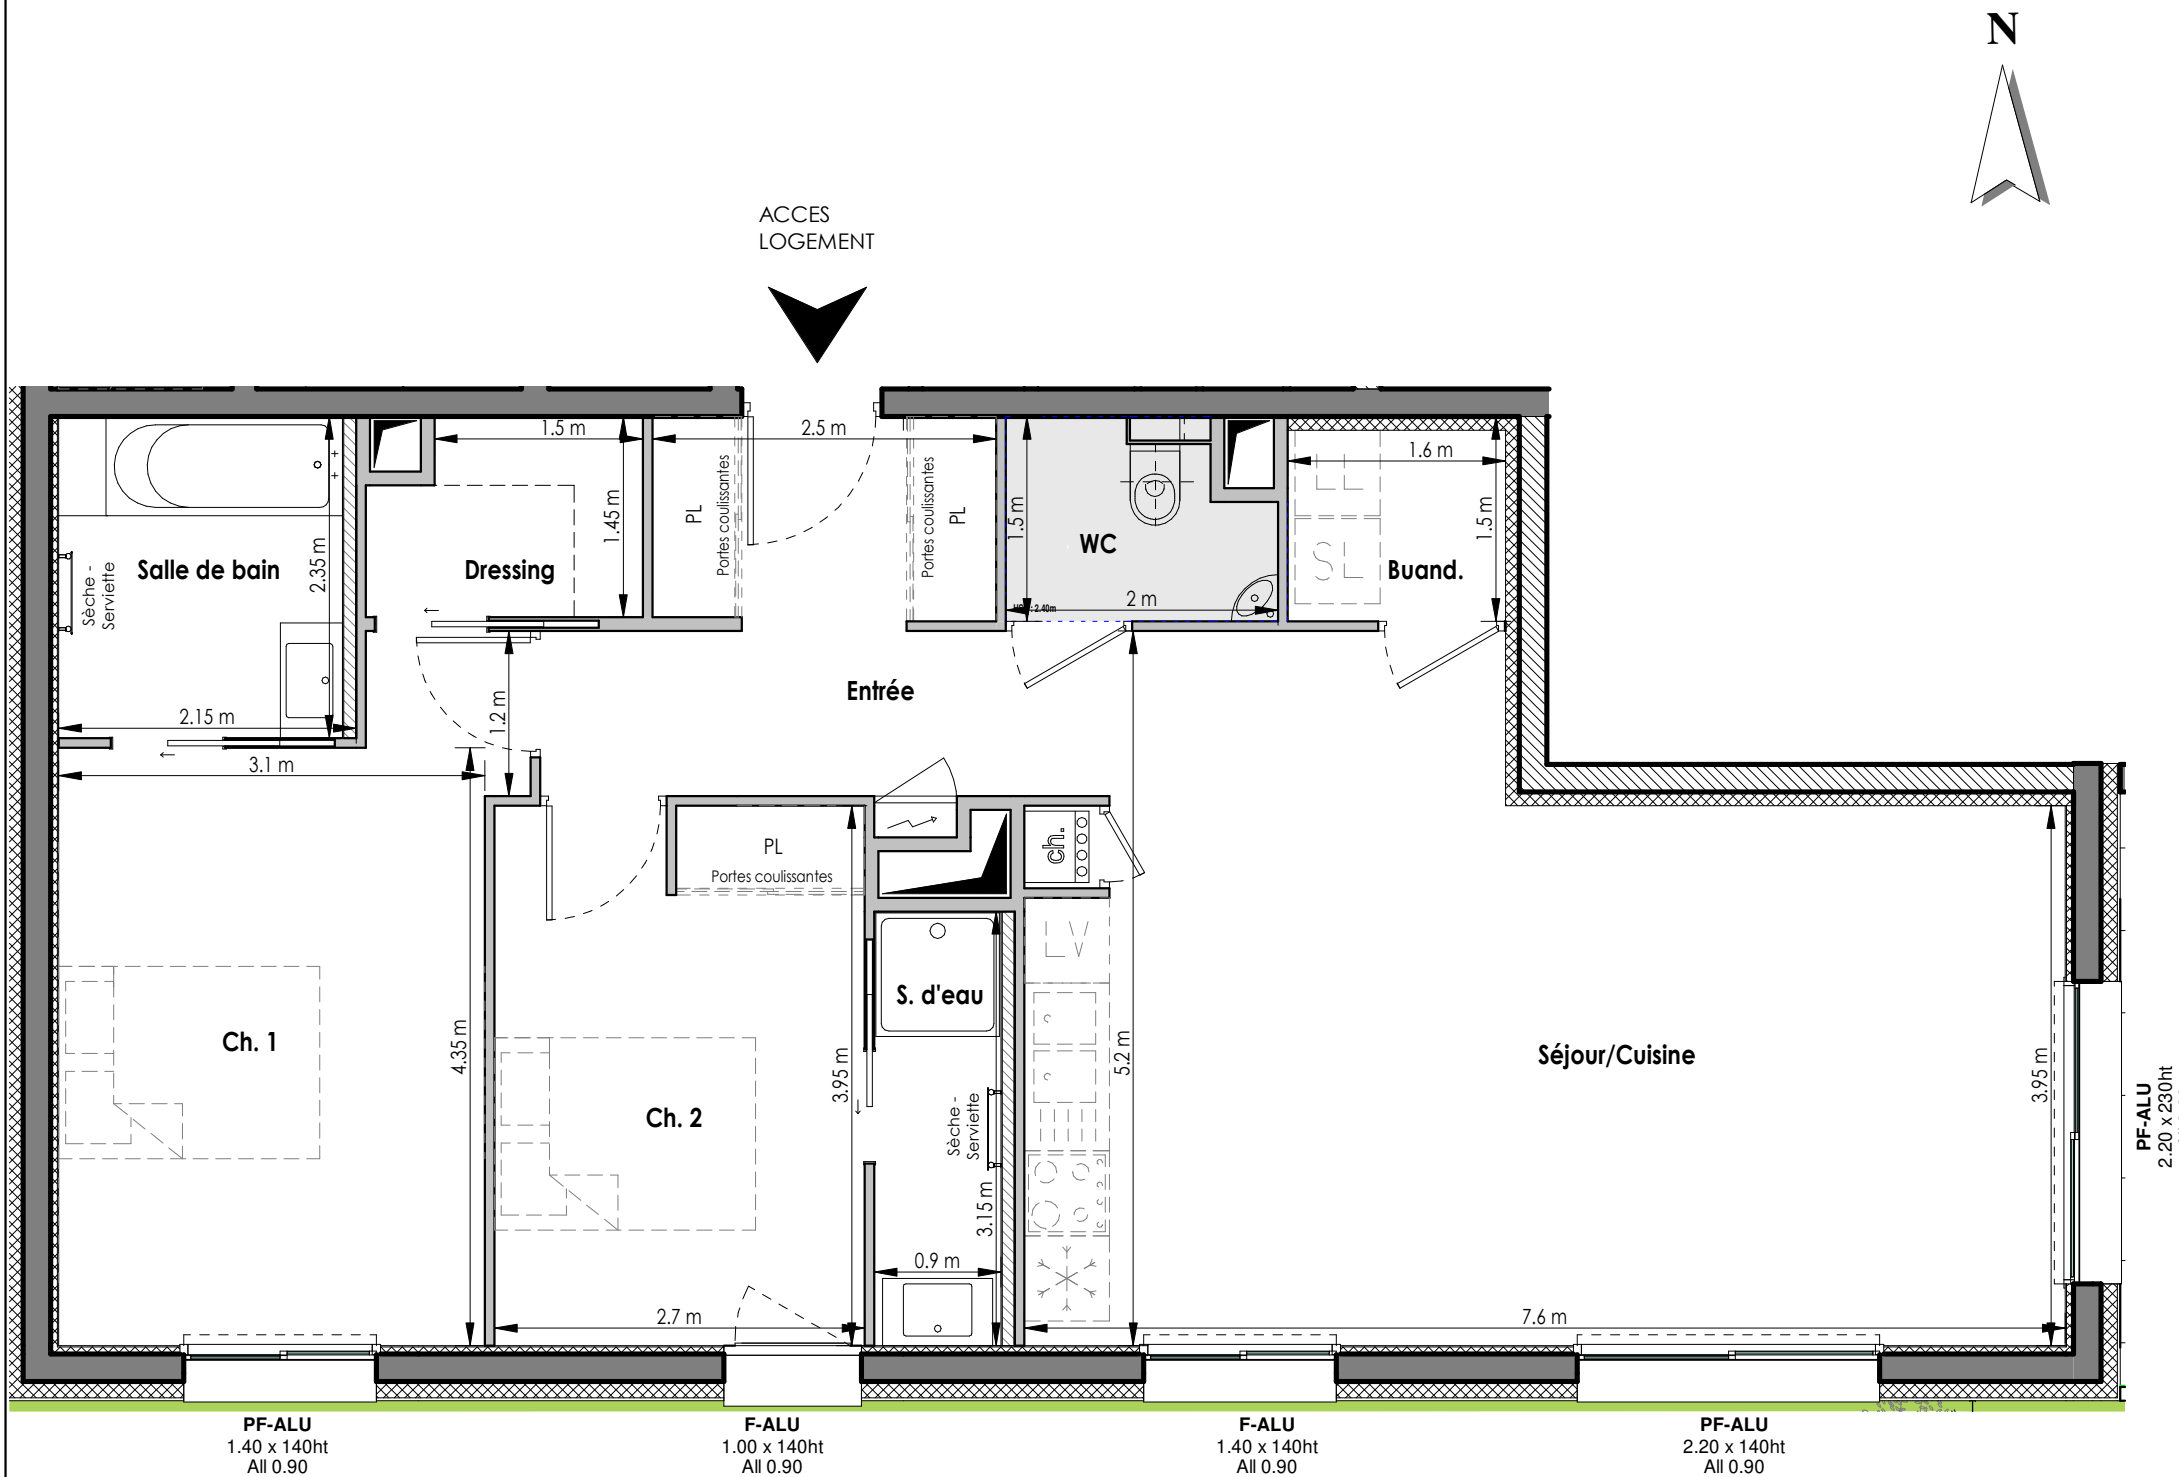 N
ACCES
LOGEMENT
1.5 m
2.5 m
1.6 m
LL
SL
PL
Portes coulissantes
Portes coulissantes
PL
1.45 m
1.5 m
1.5 m
WC
Salle de bain
2.35 m
Dressing
Buand.
Sèche -
Serviette
2 m
: 2.40m
Entrée
2.15 m
1.2 m
3.1 m
PL
Portes coulissantes
ch.
LV
S. d'eau
Ch. 1
4.35 m
3.95 m
5.2 m
Séjour/Cuisine
3.95 m
Ch. 2
Sèche -
Serviette
3.15 m
0.9 m
2.7 m
7.6 m
PF-ALU
2.20 x 230ht
PF-ALU
1.40 x 140ht
All 0.90
F-ALU
1.00 x 140ht
All 0.90
F-ALU
1.40 x 140ht
All 0.90
PF-ALU
2.20 x 140ht
All 0.90